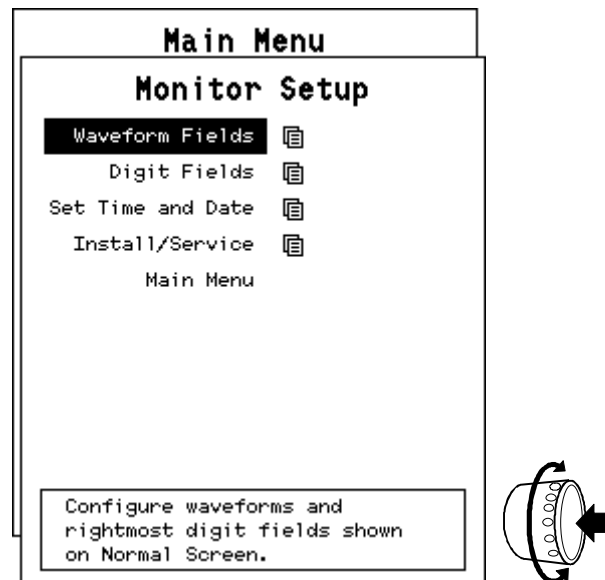 Main Menu
Monitor Setup
Waveform Fields
Digit Fields
Set Time and Date
Install/Service
Main Menu
Configure waveforms and
rightmost digit fields shown
on Normal Screen.